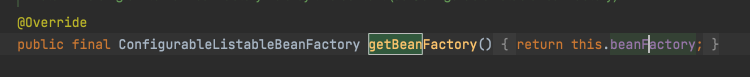 @Override
public final ConfigurableListableBeanFactory getBeanFactory() { return this.beanFactory; }